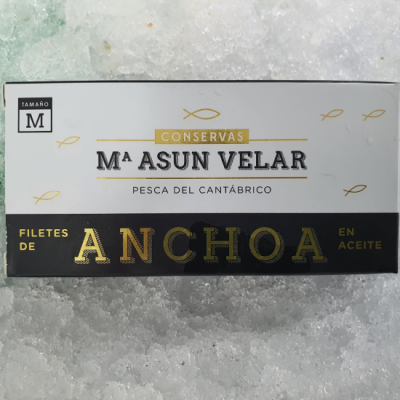 TAMAÑO
M
CONSERVAS
Mᴬ ASUN VELAR
PESCA DEL CANTÁBRICO
FILETES DE ANCHOA EN ACEITE